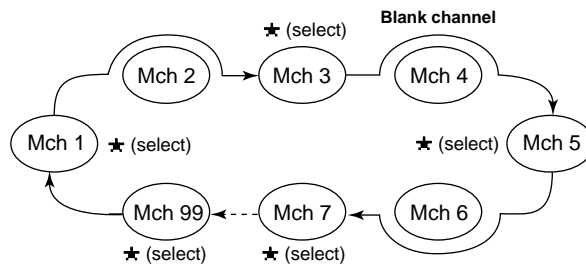 Blank channel
★ (select)
Mch 2
Mch 3
Mch 4
Mch 1
★ (select)
★ (select)
Mch 5
Mch 99
Mch 7
Mch 6
★ (select)
★ (select)